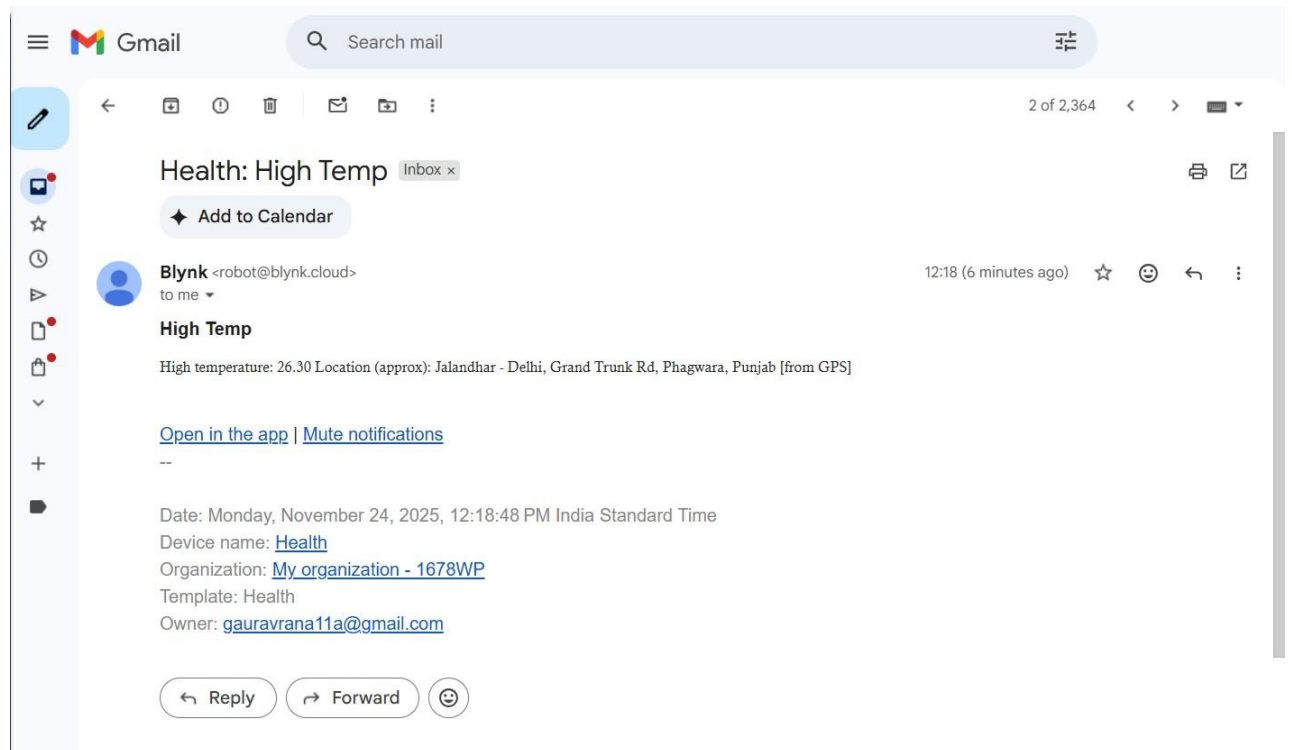 Gmail
Search mail
2 of 2,364
Health: High Temp Inbox ×
Add to Calendar
Blynk <robot@blynk.cloud> 12:18 (6 minutes ago)
to me
High Temp
High temperature: 26.30 Location (approx): Jalandhar - Delhi, Grand Trunk Rd, Phagwara, Punjab [from GPS]
Open in the app | Mute notifications
--
Date: Monday, November 24, 2025, 12:18:48 PM India Standard Time
Device name: Health
Organization: My organization - 1678WP
Template: Health
Owner: gauravrana11a@gmail.com
Reply Forward